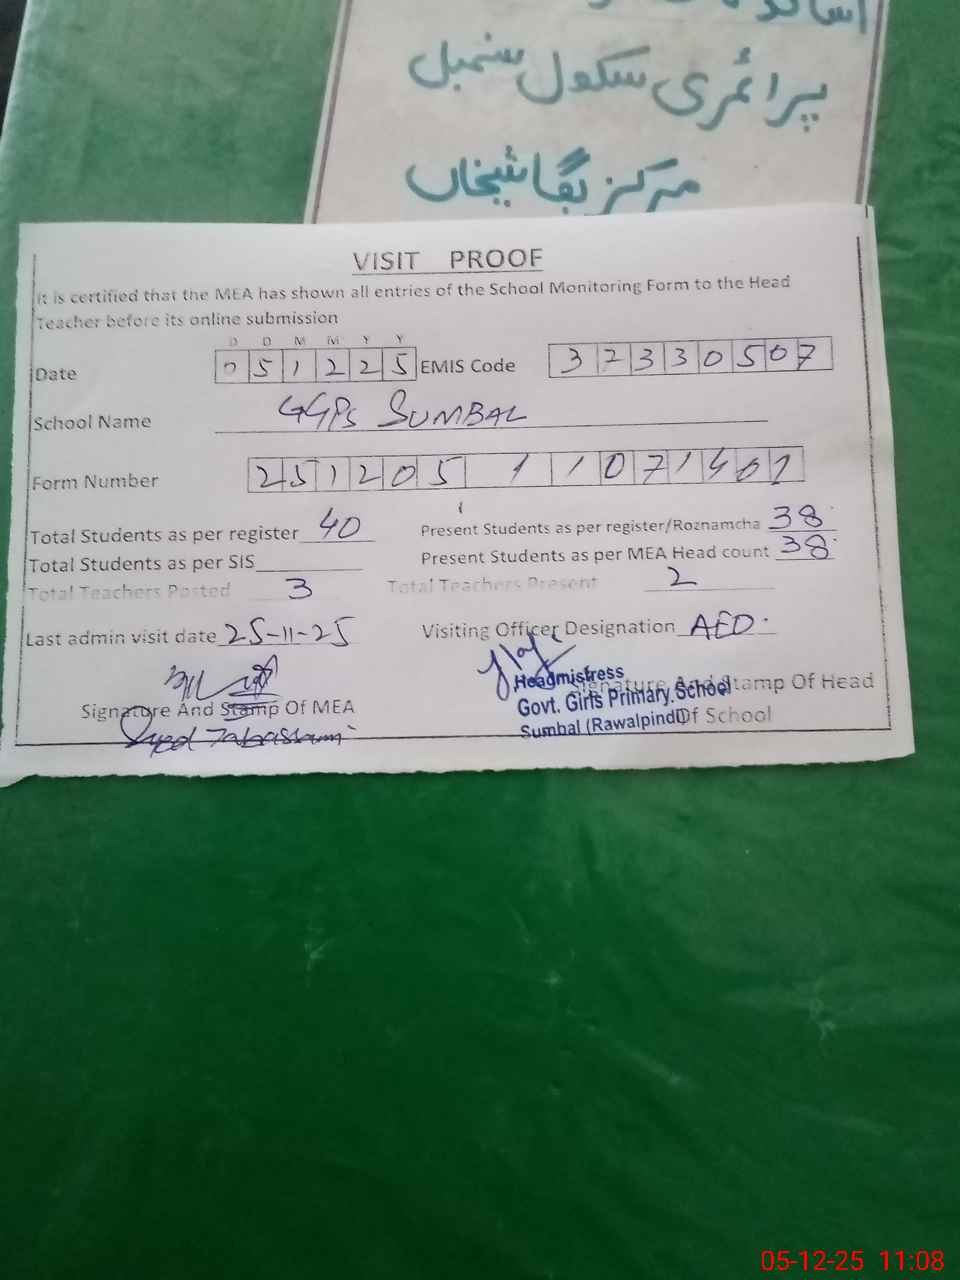 پرائمری سکول سنمبل
مرکز بگا شیخاں
VISIT PROOF
It is certified that the MEA has shown all entries of the School Monitoring Form to the Head
Teacher before its online submission
D D M M Y Y
Date 0 5 1 2 2 5 EMIS Code 3 7 3 3 0 5 0 7
School Name GGPS SUMBAL
Form Number 2 5 1 2 0 5 1 1 0 7 1 4 0 2
Total Students as per register 40 Present Students as per register/Roznamcha 38
Total Students as per SIS Present Students as per MEA Head count 38
Total Teachers Posted 3 Total Teachers Present 2
Last admin visit date 25-11-25 Visiting Officer Designation AEO.
Headmistress
Signature And Stamp Of Head
Govt. Girls Primary School
Signature And Stamp Of MEA
Of School
Sumbal (Rawalpindi)
Syed Tabassam
05-12-25 11:08